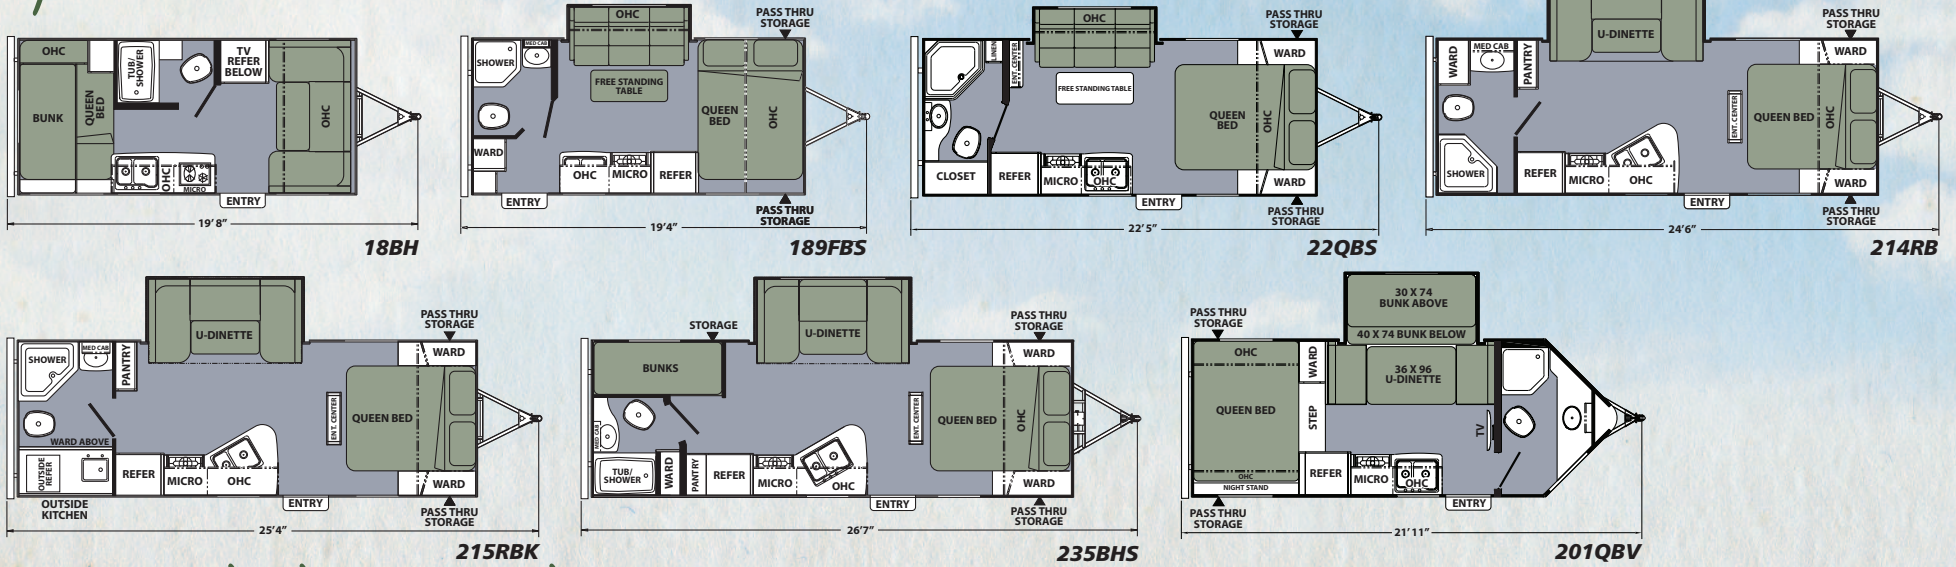 OHC
BUNK
QUEEN
BED
TUB/
SHOWER
TV
REFER
BELOW
OHC
OHC
MICRO
ENTRY
19' 8"
18BH
OHC
PASS THRU
STORAGE
SHOWER
MED CAB
FREE STANDING
TABLE
QUEEN
BED
OHC
WARD
OHC
MICRO
REFER
ENTRY
PASS THRU
STORAGE
19'4"
189FBS
OHC
PASS THRU
STORAGE
LINEN
ENT. CENTER
WARD
FREE STANDING TABLE
QUEEN
BED
OHC
CLOSET
REFER
MICRO
OHC
WARD
ENTRY
PASS THRU
STORAGE
22' 5"
22QBS
U-DINETTE
PASS THRU
STORAGE
WARD
MED CAB
PANTRY
WARD
ENT. CENTER
QUEEN BED
OHC
SHOWER
REFER
MICRO
OHC
WARD
ENTRY
PASS THRU
STORAGE
24'6"
214RB
PASS THRU
STORAGE
SHOWER
MED CAB
PANTRY
U-DINETTE
WARD
ENT. CENTER
QUEEN BED
WARD ABOVE
OUTSIDE
REFER
REFER
MICRO
OHC
WARD
OUTSIDE
KITCHEN
ENTRY
PASS THRU
STORAGE
25'4"
215RBK
STORAGE
PASS THRU
STORAGE
BUNKS
U-DINETTE
WARD
MED CAB
ENT. CENTER
QUEEN BED
OHC
TUB/
SHOWER
WARD
PANTRY
REFER
MICRO
OHC
WARD
ENTRY
PASS THRU
STORAGE
26'7"
235BHS
PASS THRU
STORAGE
30 X 74
BUNK ABOVE
40 X 74 BUNK BELOW
OHC
WARD
36 X 96
U-DINETTE
QUEEN BED
STEP
TV
OHC
NIGHT STAND
REFER
MICRO
OHC
ENTRY
PASS THRU
STORAGE
21' 11"
201QBV